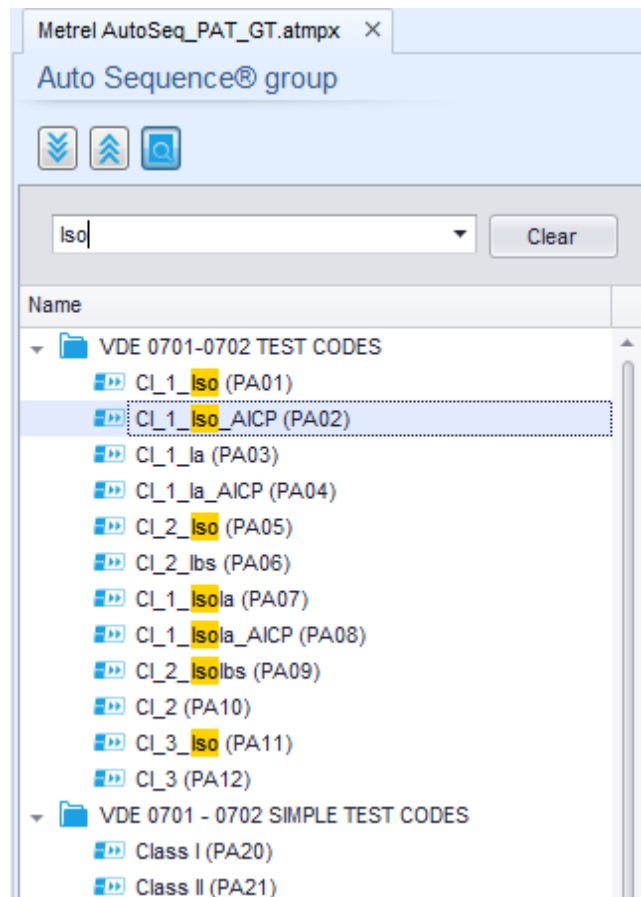 Metrel AutoSeq_PAT_GT.atmpx
Auto Sequence® group
Iso
Clear
Name
VDE 0701-0702 TEST CODES
Cl_1_Iso (PA01)
Cl_1_Iso_AICP (PA02)
Cl_1_Ia (PA03)
Cl_1_Ia_AICP (PA04)
Cl_2_Iso (PA05)
Cl_2_Ibs (PA06)
Cl_1_IsoIa (PA07)
Cl_1_IsoIa_AICP (PA08)
Cl_2_IsoIbs (PA09)
Cl_2 (PA10)
Cl_3_Iso (PA11)
Cl_3 (PA12)
VDE 0701 - 0702 SIMPLE TEST CODES
Class I (PA20)
Class II (PA21)